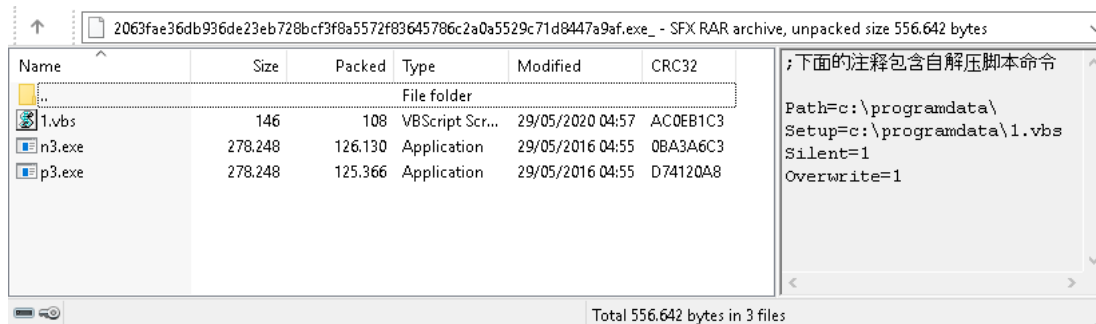 2063fae36db936de23eb728bcf3f8a5572f83645786c2a0a5529c71d8447a9af.exe_ - SFX RAR archive, unpacked size 556.642 bytes
Name Size Packed Type Modified CRC32
.. File folder
1.vbs 146 108 VBScript Scr... 29/05/2020 04:57 AC0EB1C3
n3.exe 278.248 126.130 Application 29/05/2016 04:55 0BA3A6C3
p3.exe 278.248 125.366 Application 29/05/2016 04:55 D74120A8
;下面的注释包含自解压脚本命令
Path=c:\programdata\
Setup=c:\programdata\1.vbs
Silent=1
Overwrite=1
Total 556.642 bytes in 3 files